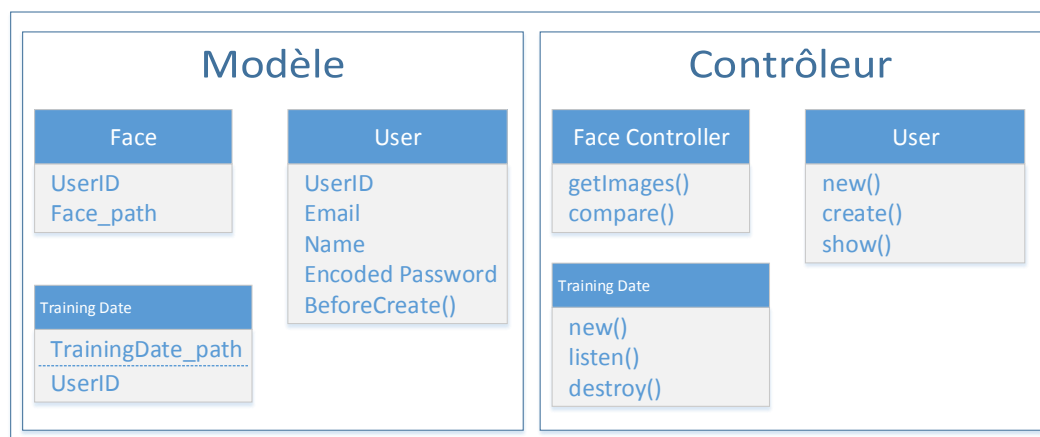 Modèle
Face
UserID
Face_path
User
UserID
Email
Name
Encoded Password
BeforeCreate()
Training Date
TrainingDate_path
UserID
Contrôleur
Face Controller
getImages()
compare()
User
new()
create()
show()
Training Date
new()
listen()
destroy()